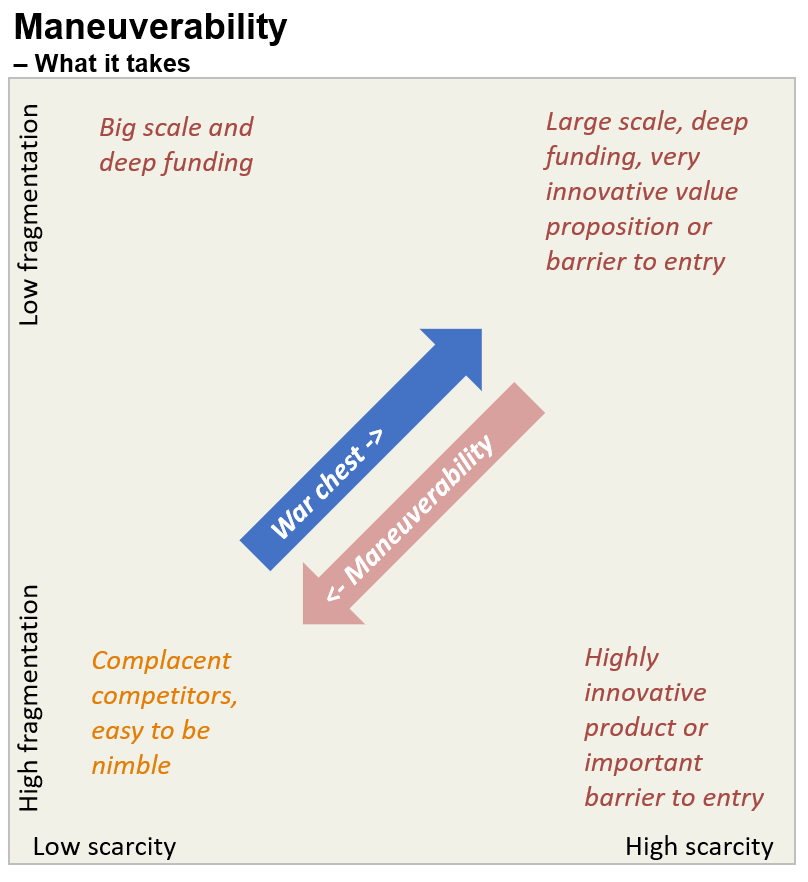 Maneuverability
– What it takes
Low fragmentation
Big scale and
deep funding
Large scale, deep
funding, very
innovative value
proposition or
barrier to entry
War chest ->
<- Maneuverability
High fragmentation
Complacent
competitors,
easy to be
nimble
Highly
innovative
product or
important
barrier to entry
Low scarcity
High scarcity